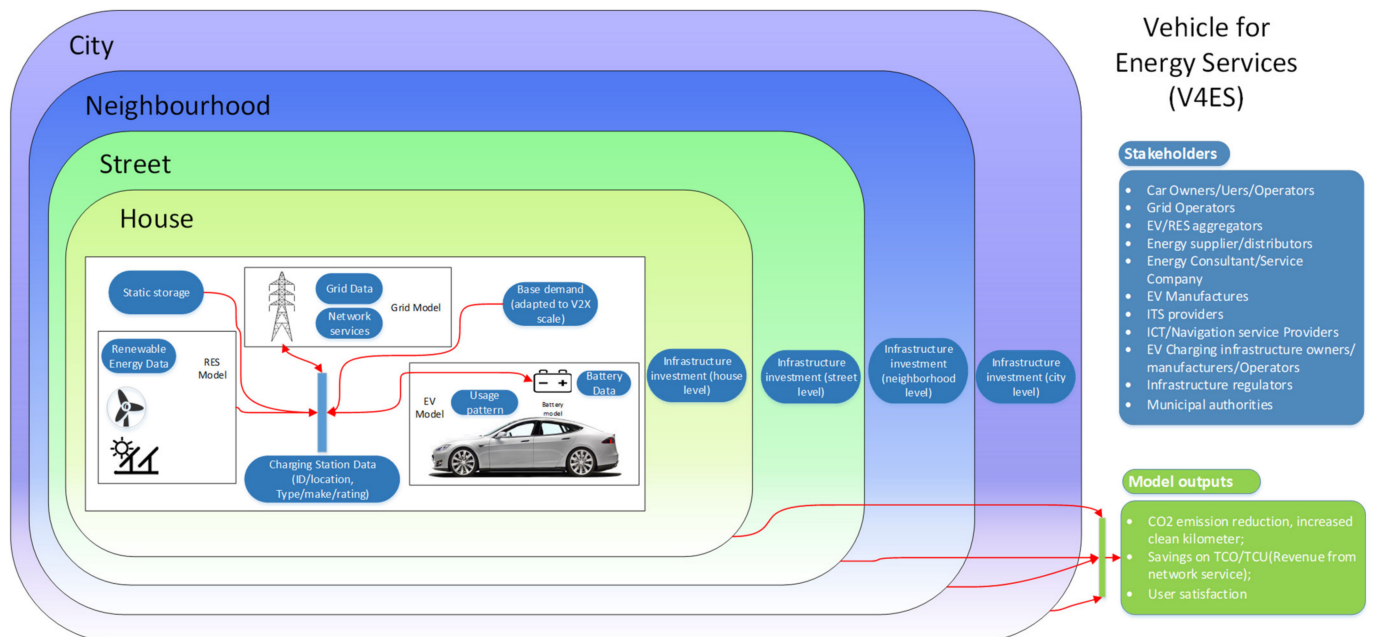 City
Neighbourhood
Street
House
Static storage
Grid Data
Network
services
Grid Model
Base demand
(adapted to V2X
scale)
Renewable
Energy Data
RES
Model
EV
Model
Usage
pattern
Battery
model
Battery
Data
Charging Station Data
(ID/location,
Type/make/rating)
Infrastructure
investment (house
level)
Infrastructure
investment (street
level)
Infrastructure
investment
(neighborhood
level)
Infrastructure
investment (city
level)
Vehicle for
Energy Services
(V4ES)
Stakeholders
• Car Owners/Uers/Operators
• Grid Operators
• EV/RES aggregators
• Energy supplier/distributors
• Energy Consultant/Service
Company
• EV Manufactures
• ITS providers
• ICT/Navigation service Providers
• EV Charging infrastructure owners/
manufacturers/Operators
• Infrastructure regulators
• Municipal authorities
Model outputs
• CO2 emission reduction, increased
clean kilometer;
• Savings on TCO/TCU(Revenue from
network service);
• User satisfaction